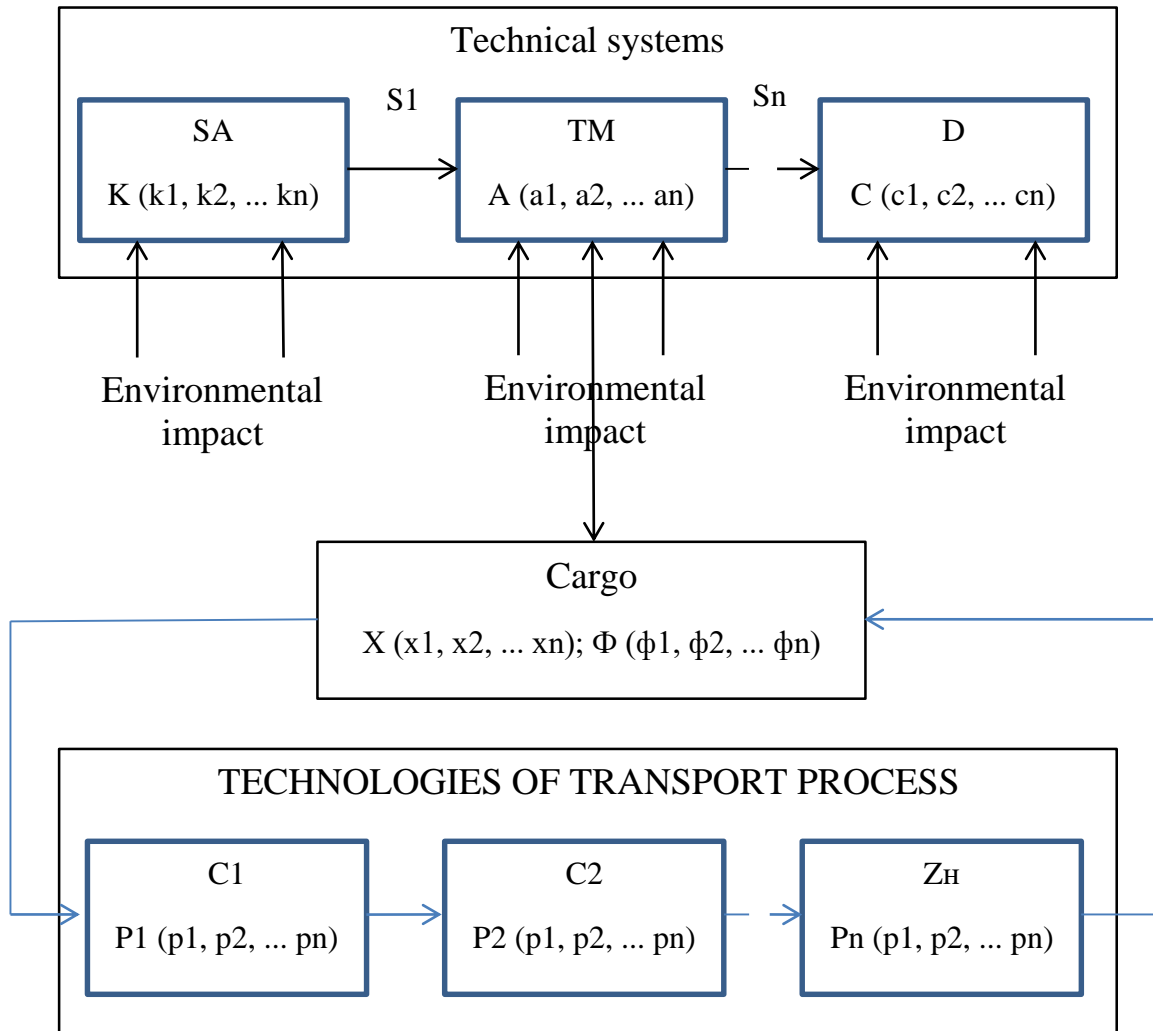 Technical systems
S1
Sn
SA
TM
D
K (k1, k2, ... kn)
A (a1, a2, ... an)
C (c1, c2, ... cn)
Environmental
impact
Environmental
impact
Environmental
impact
Cargo
X (x1, x2, ... xn); Ф (ф1, ф2, ... фn)
TECHNOLOGIES OF TRANSPORT PROCESS
C1
C2
Zн
P1 (p1, p2, ... pn)
P2 (p1, p2, ... pn)
Pn (p1, p2, ... pn)